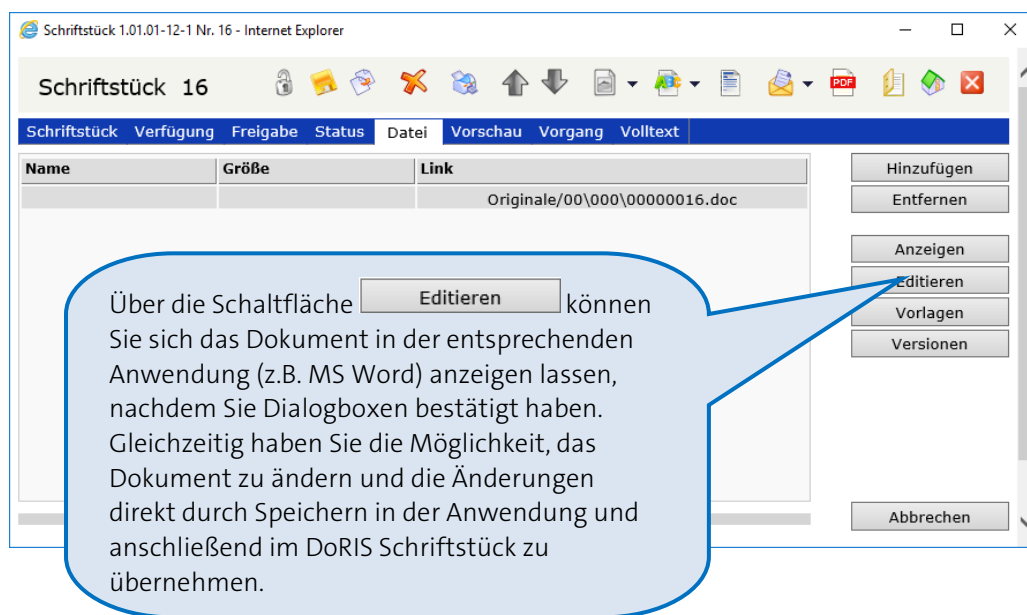 Schriftstück 1.01.01-12-1 Nr. 16 - Internet Explorer
Schriftstück 16
PDF
Schriftstück Verfügung Freigabe Status Datei Vorschau Vorgang Volltext
Name Größe Link
Originale/00\000\00000016.doc
Hinzufügen
Entfernen
Anzeigen
Editieren
Vorlagen
Versionen
Abbrechen
Über die Schaltfläche Editieren können
Sie sich das Dokument in der entsprechenden
Anwendung (z.B. MS Word) anzeigen lassen,
nachdem Sie Dialogboxen bestätigt haben.
Gleichzeitig haben Sie die Möglichkeit, das
Dokument zu ändern und die Änderungen
direkt durch Speichern in der Anwendung und
anschließend im DoRIS Schriftstück zu
übernehmen.